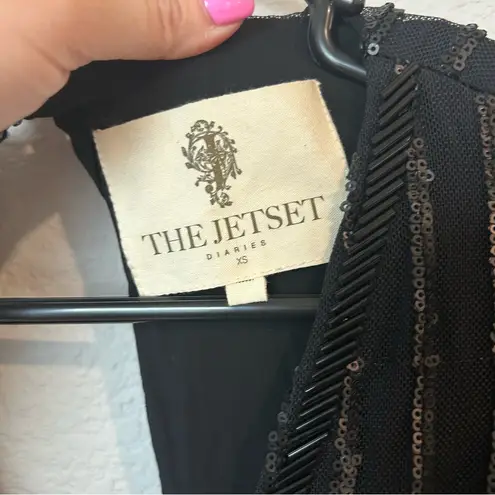 THE JETSET
DIARIES
XS